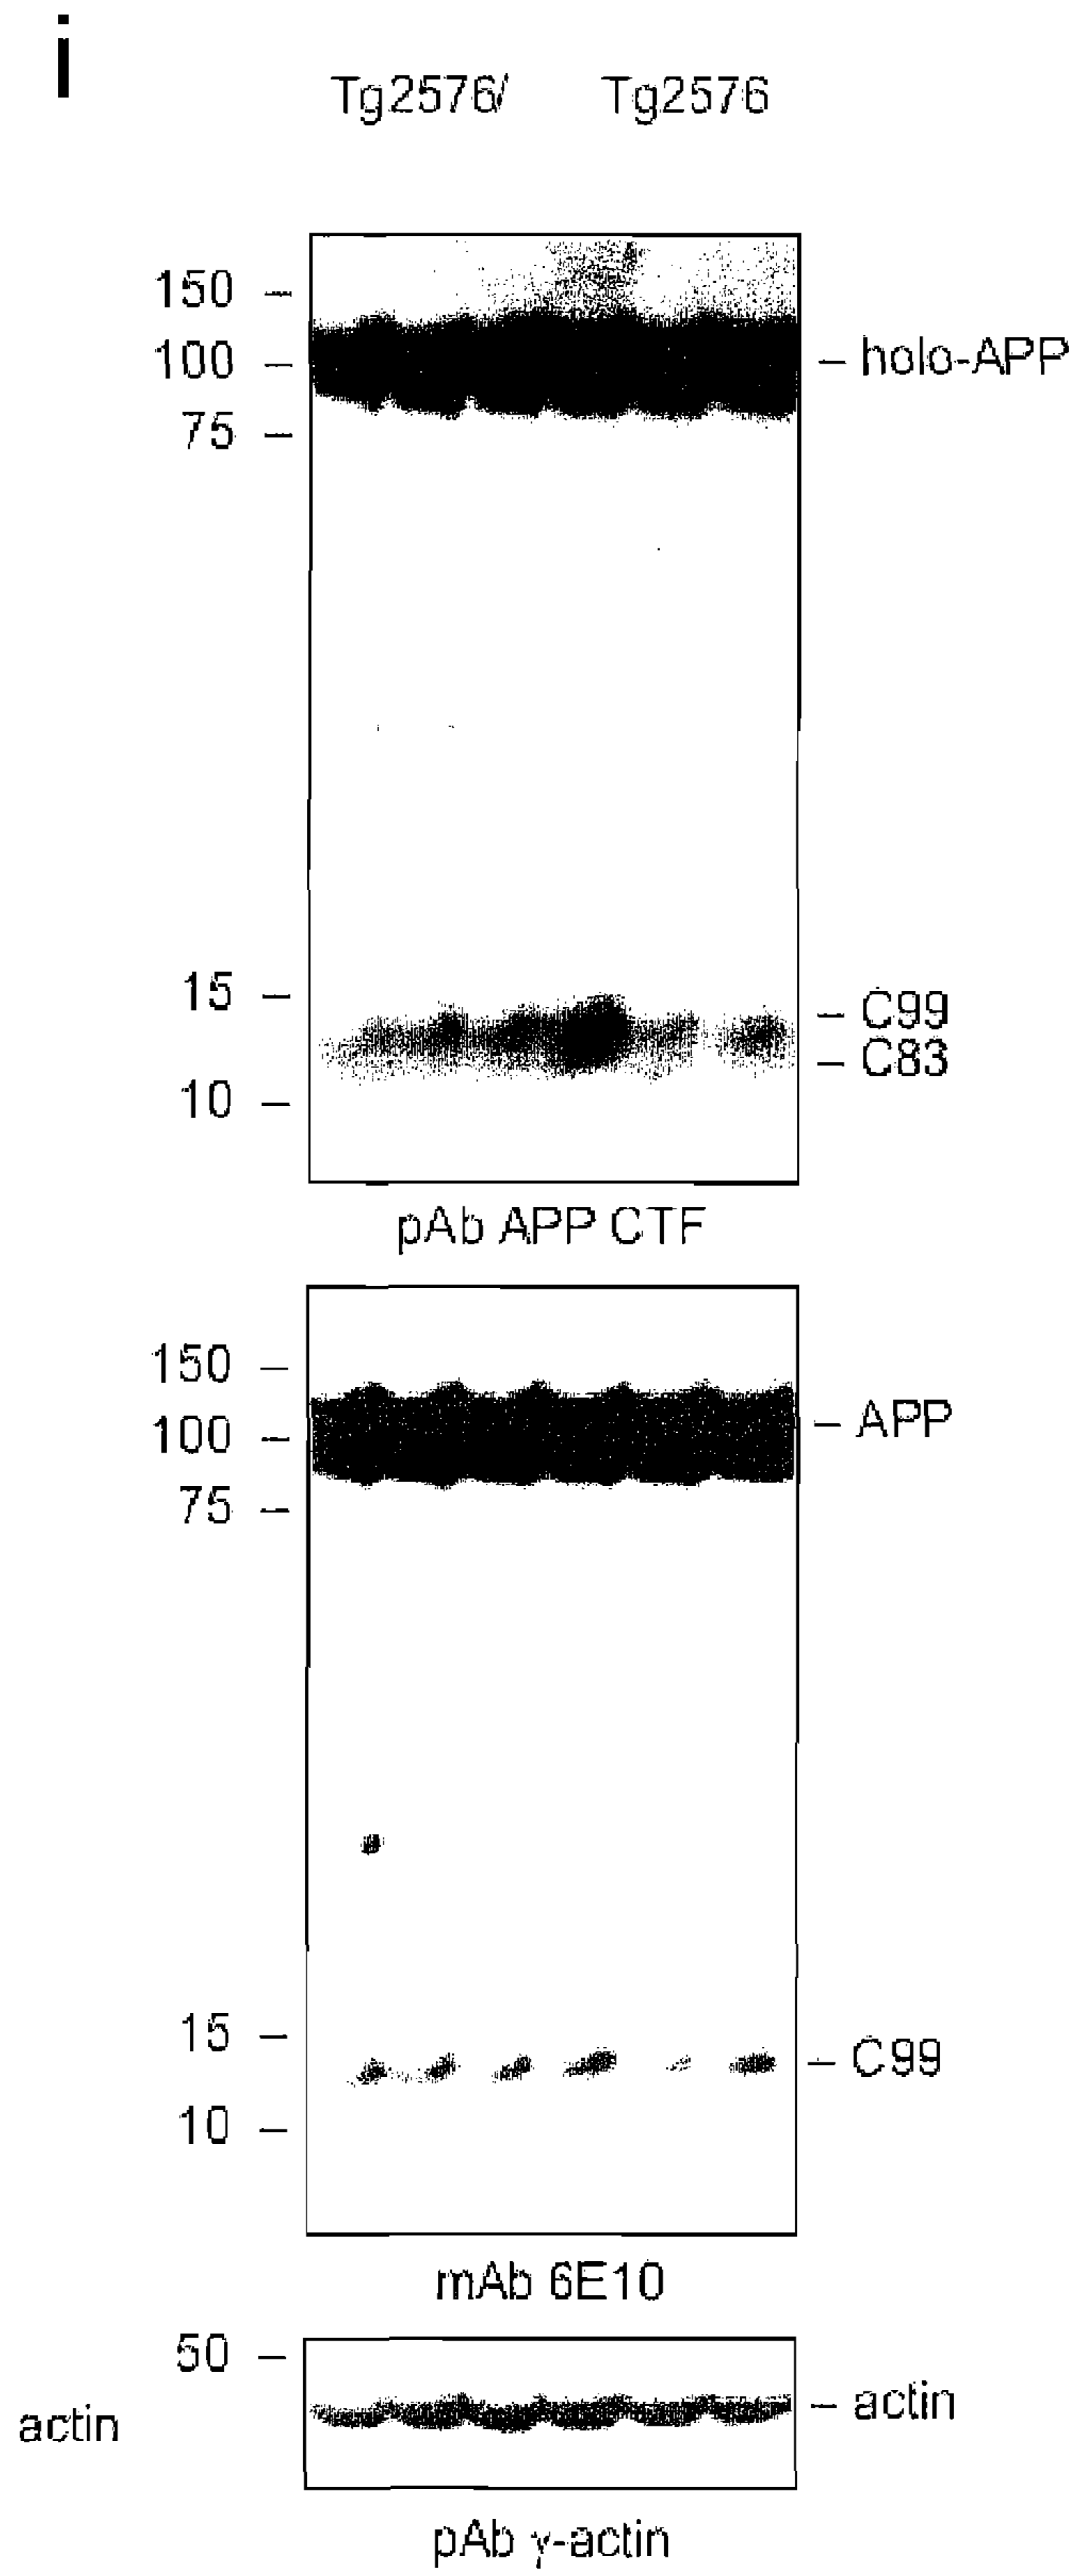 i
Tg2576/ Tg2576
150 –
100 – – holo-APP
75 –
15 – – C99
– C83
10 –
pAb APP CTF
150 –
100 – – APP
75 –
15 – – C99
10 –
mAb 6E10
50 –
actin – actin
pAb γ-actin